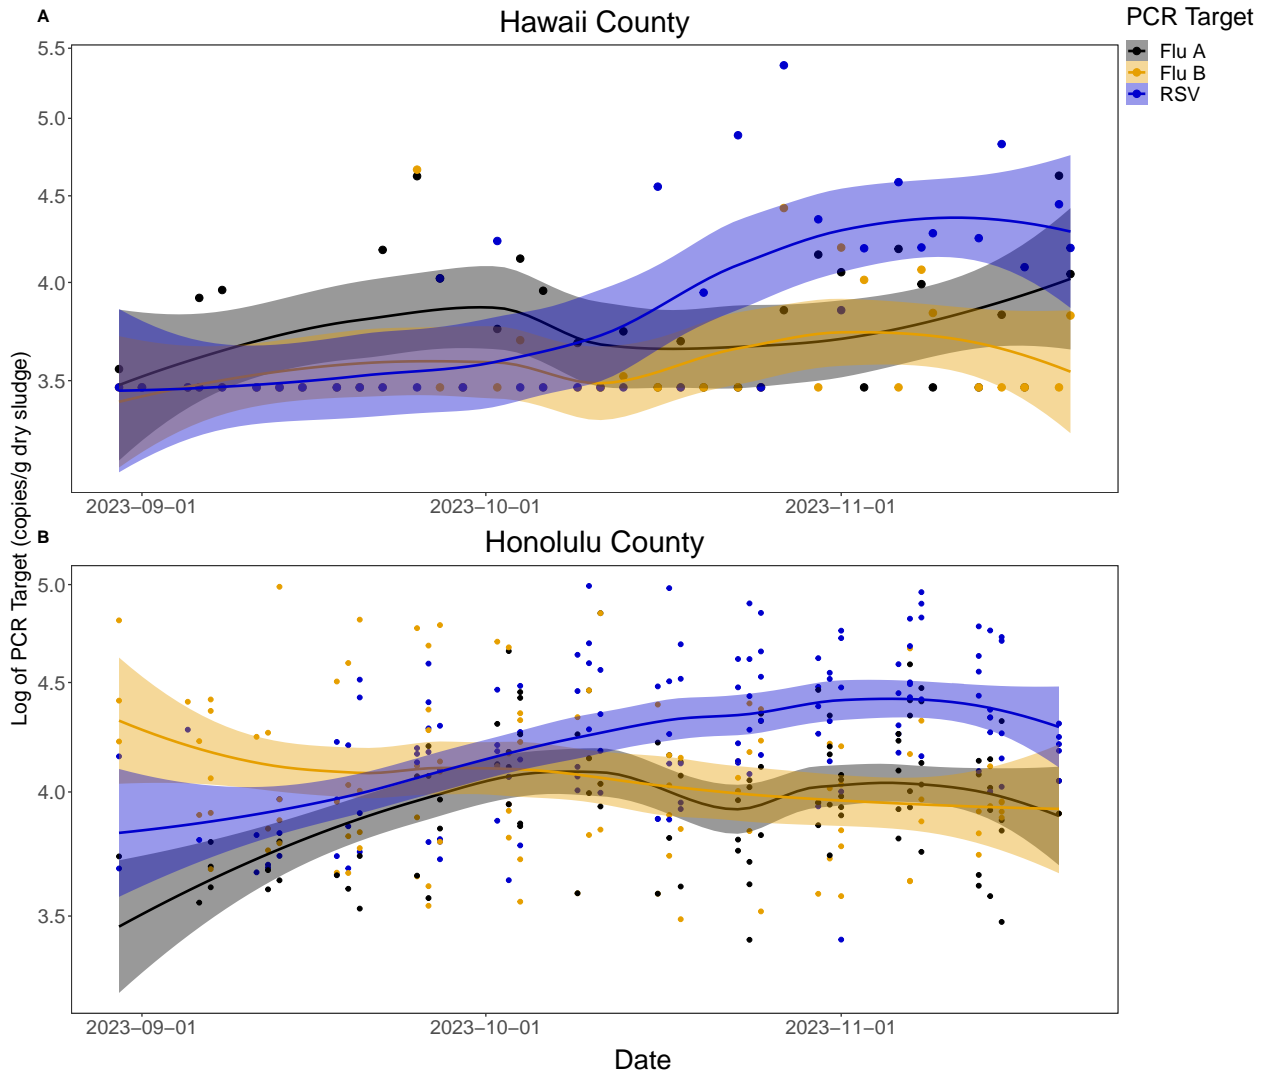 A
Hawaii County
PCR Target
Flu A
Flu B
RSV
5.5
5.0
4.5
4.0
3.5
2023−09−01
2023−10−01
2023−11−01
Log of PCR Target (copies/g dry sludge)
B
Honolulu County
5.0
4.5
4.0
3.5
2023−09−01
2023−10−01
2023−11−01
Date